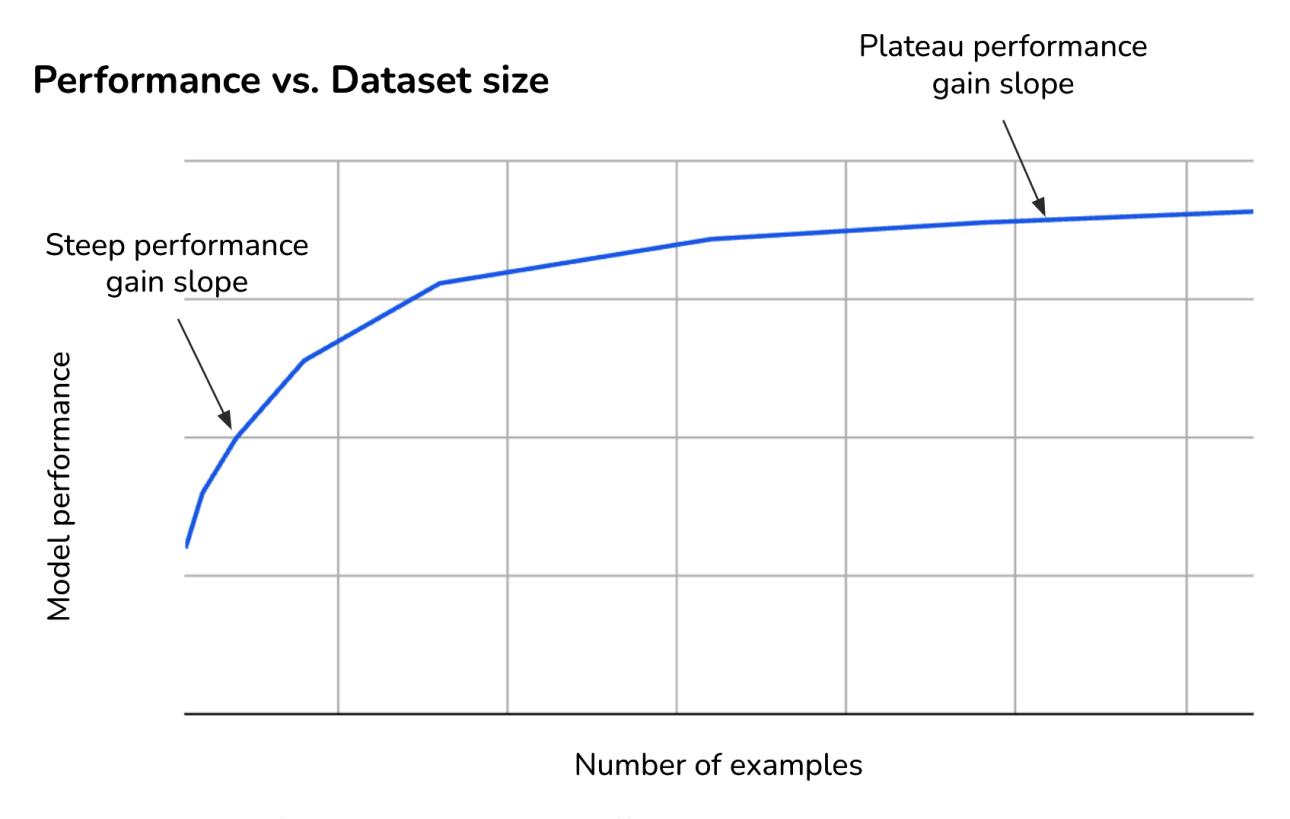 Performance vs. Dataset size
Plateau performance
gain slope
Steep performance
gain slope
Model performance
Number of examples